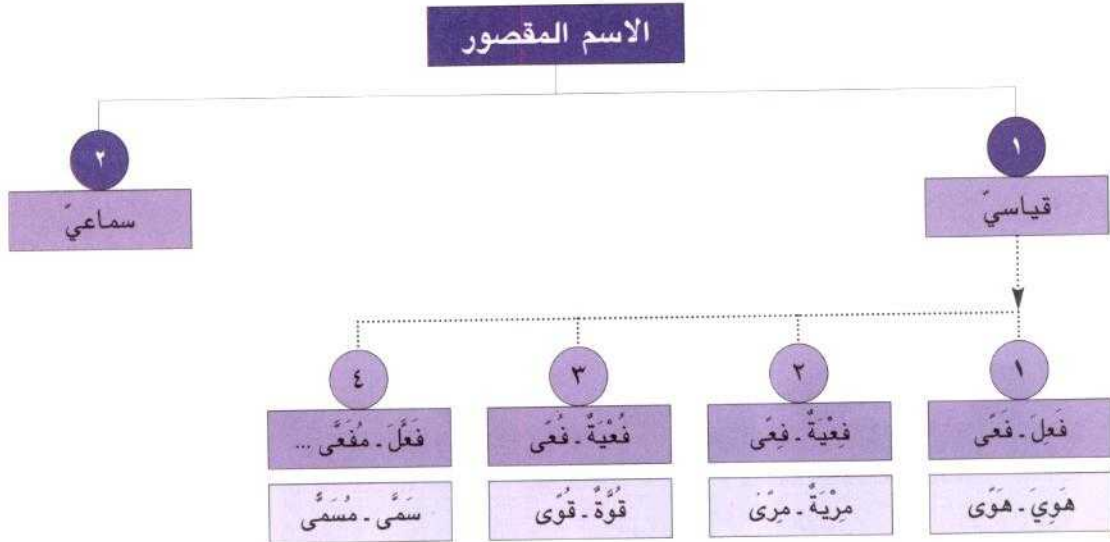 الاسم المقصور
١
قياسيّ
٢
سماعيّ
١
فَعِلَ ـ فَعًى
هَوِيَ ـ هَوًى
٢
فِعْيَةٌ ـ فِعًى
مِرْيَةٌ ـ مِرًى
٣
فُعْيَةٌ ـ فُعًى
قُوَّةٌ ـ قُوًى
٤
فَعَّلَ ـ مُفَعًّى ...
سَمَّى ـ مُسَمًّى